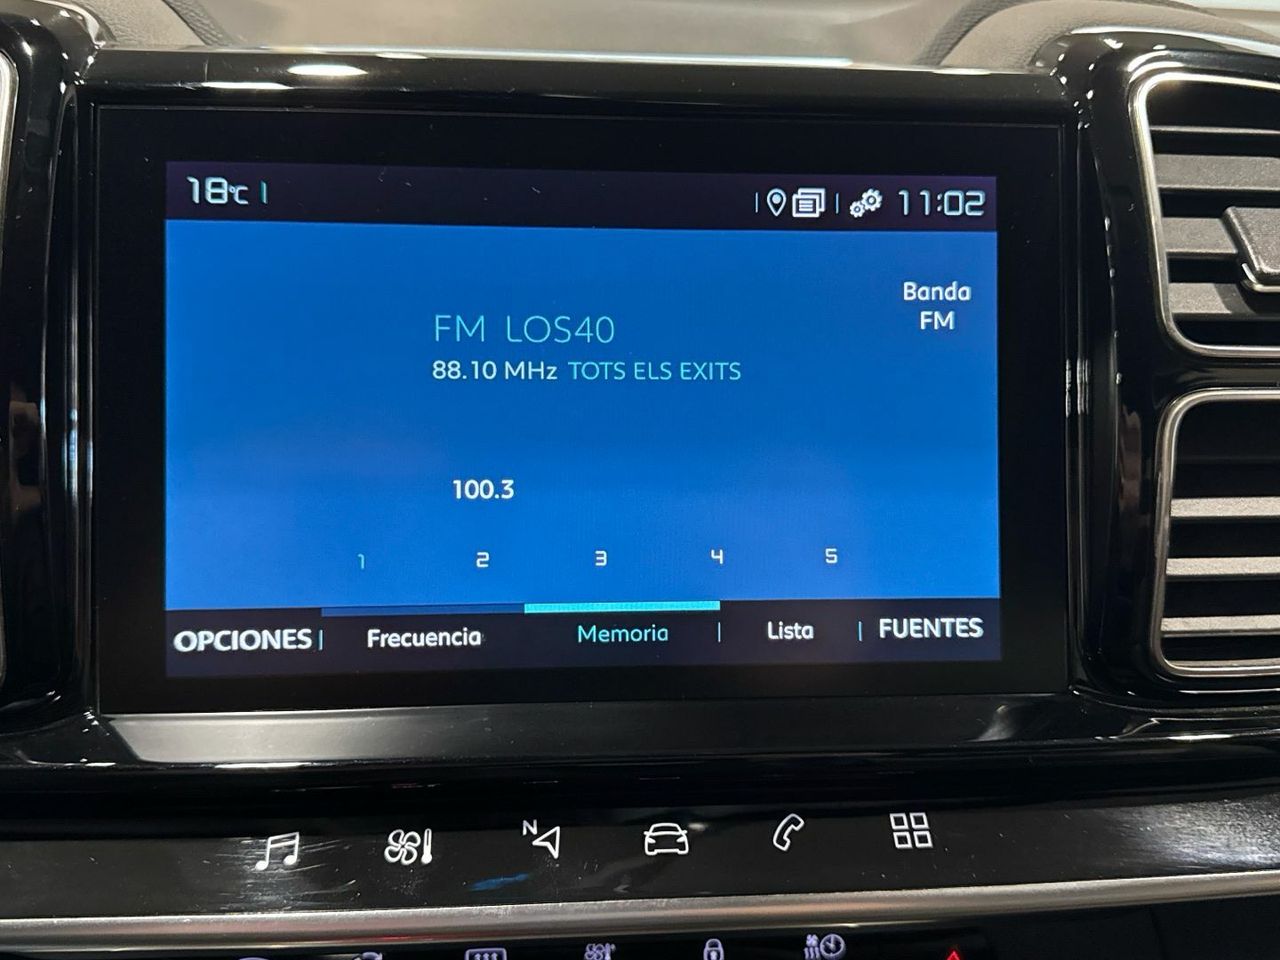 18°C
11:02
Banda
FM
FM LOS40
88.10 MHz TOTS ELS EXITS
100.3
1 2 3 4 5
OPCIONES Frecuencia Memoria Lista FUENTES
N